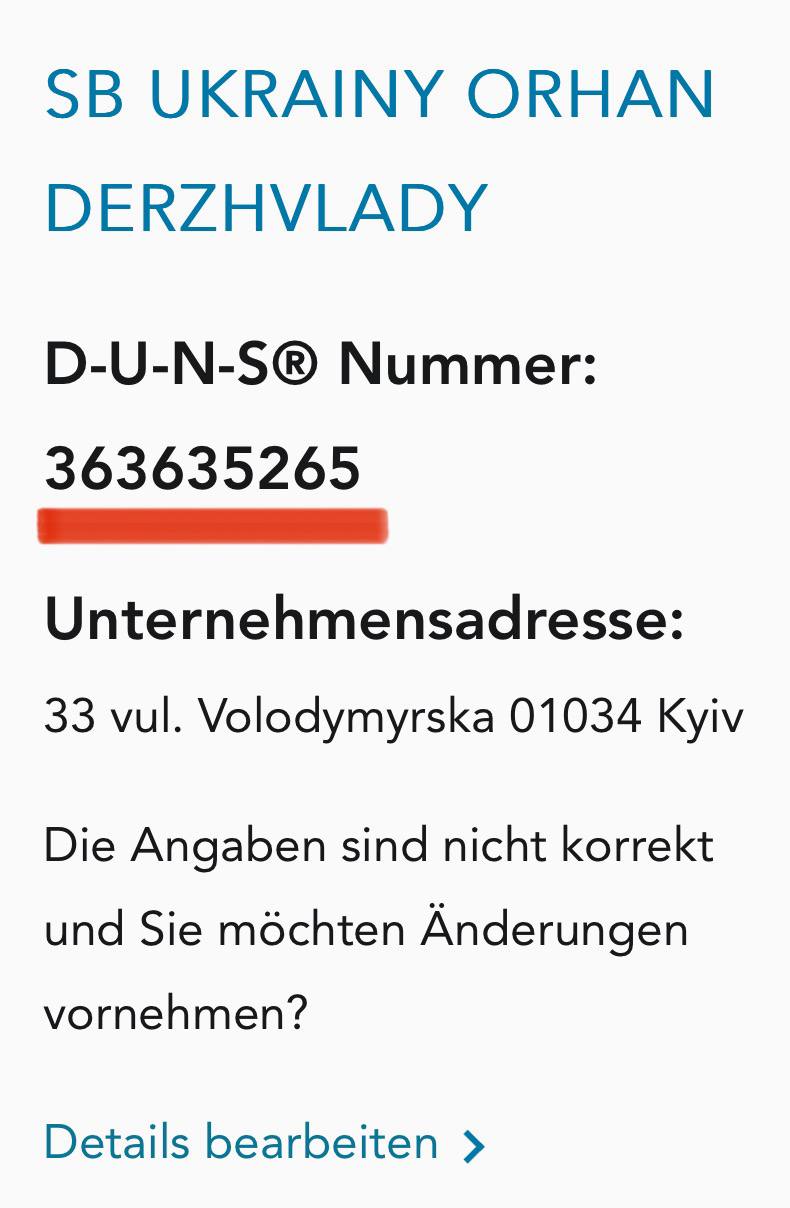 SB UKRAINY ORHAN
DERZHVLADY
D-U-N-S® Nummer:
363635265
Unternehmensadresse:
33 vul. Volodymyrska 01034 Kyiv
Die Angaben sind nicht korrekt
und Sie möchten Änderungen
vornehmen?
Details bearbeiten